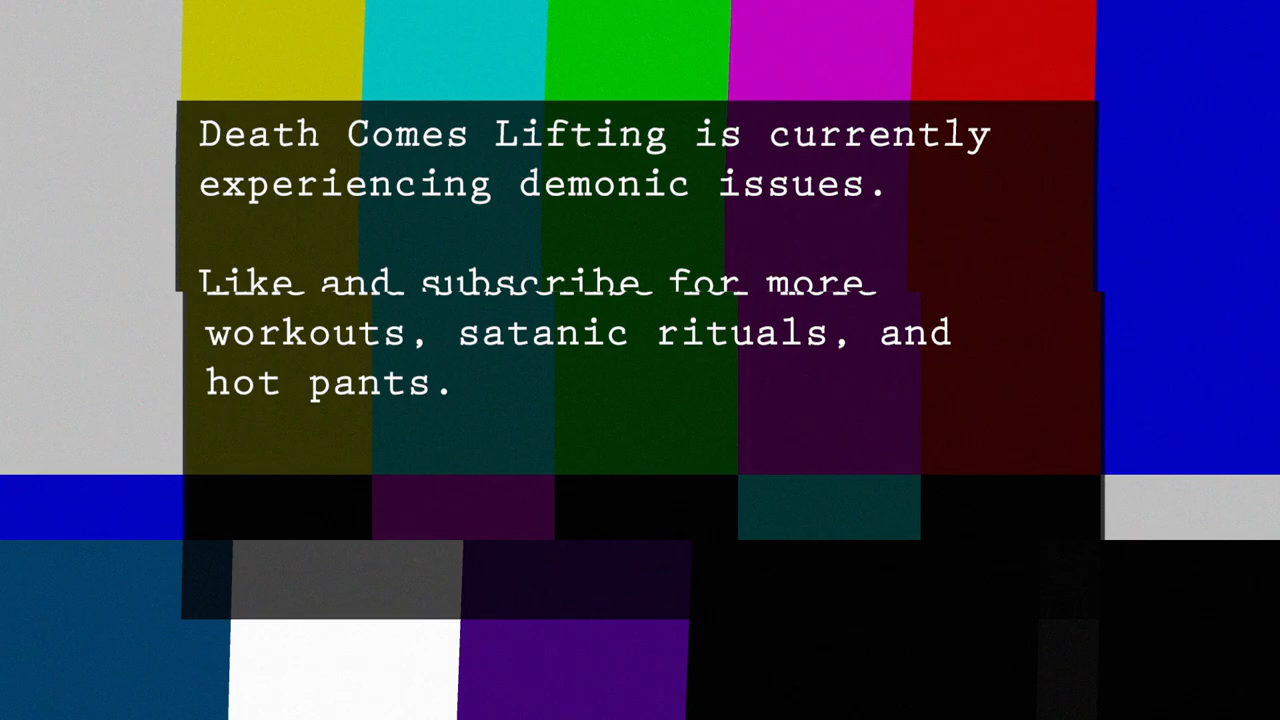 Death Comes Lifting is currently
experiencing demonic issues.
Like and subscribe for more
workouts, satanic rituals, and
hot pants.